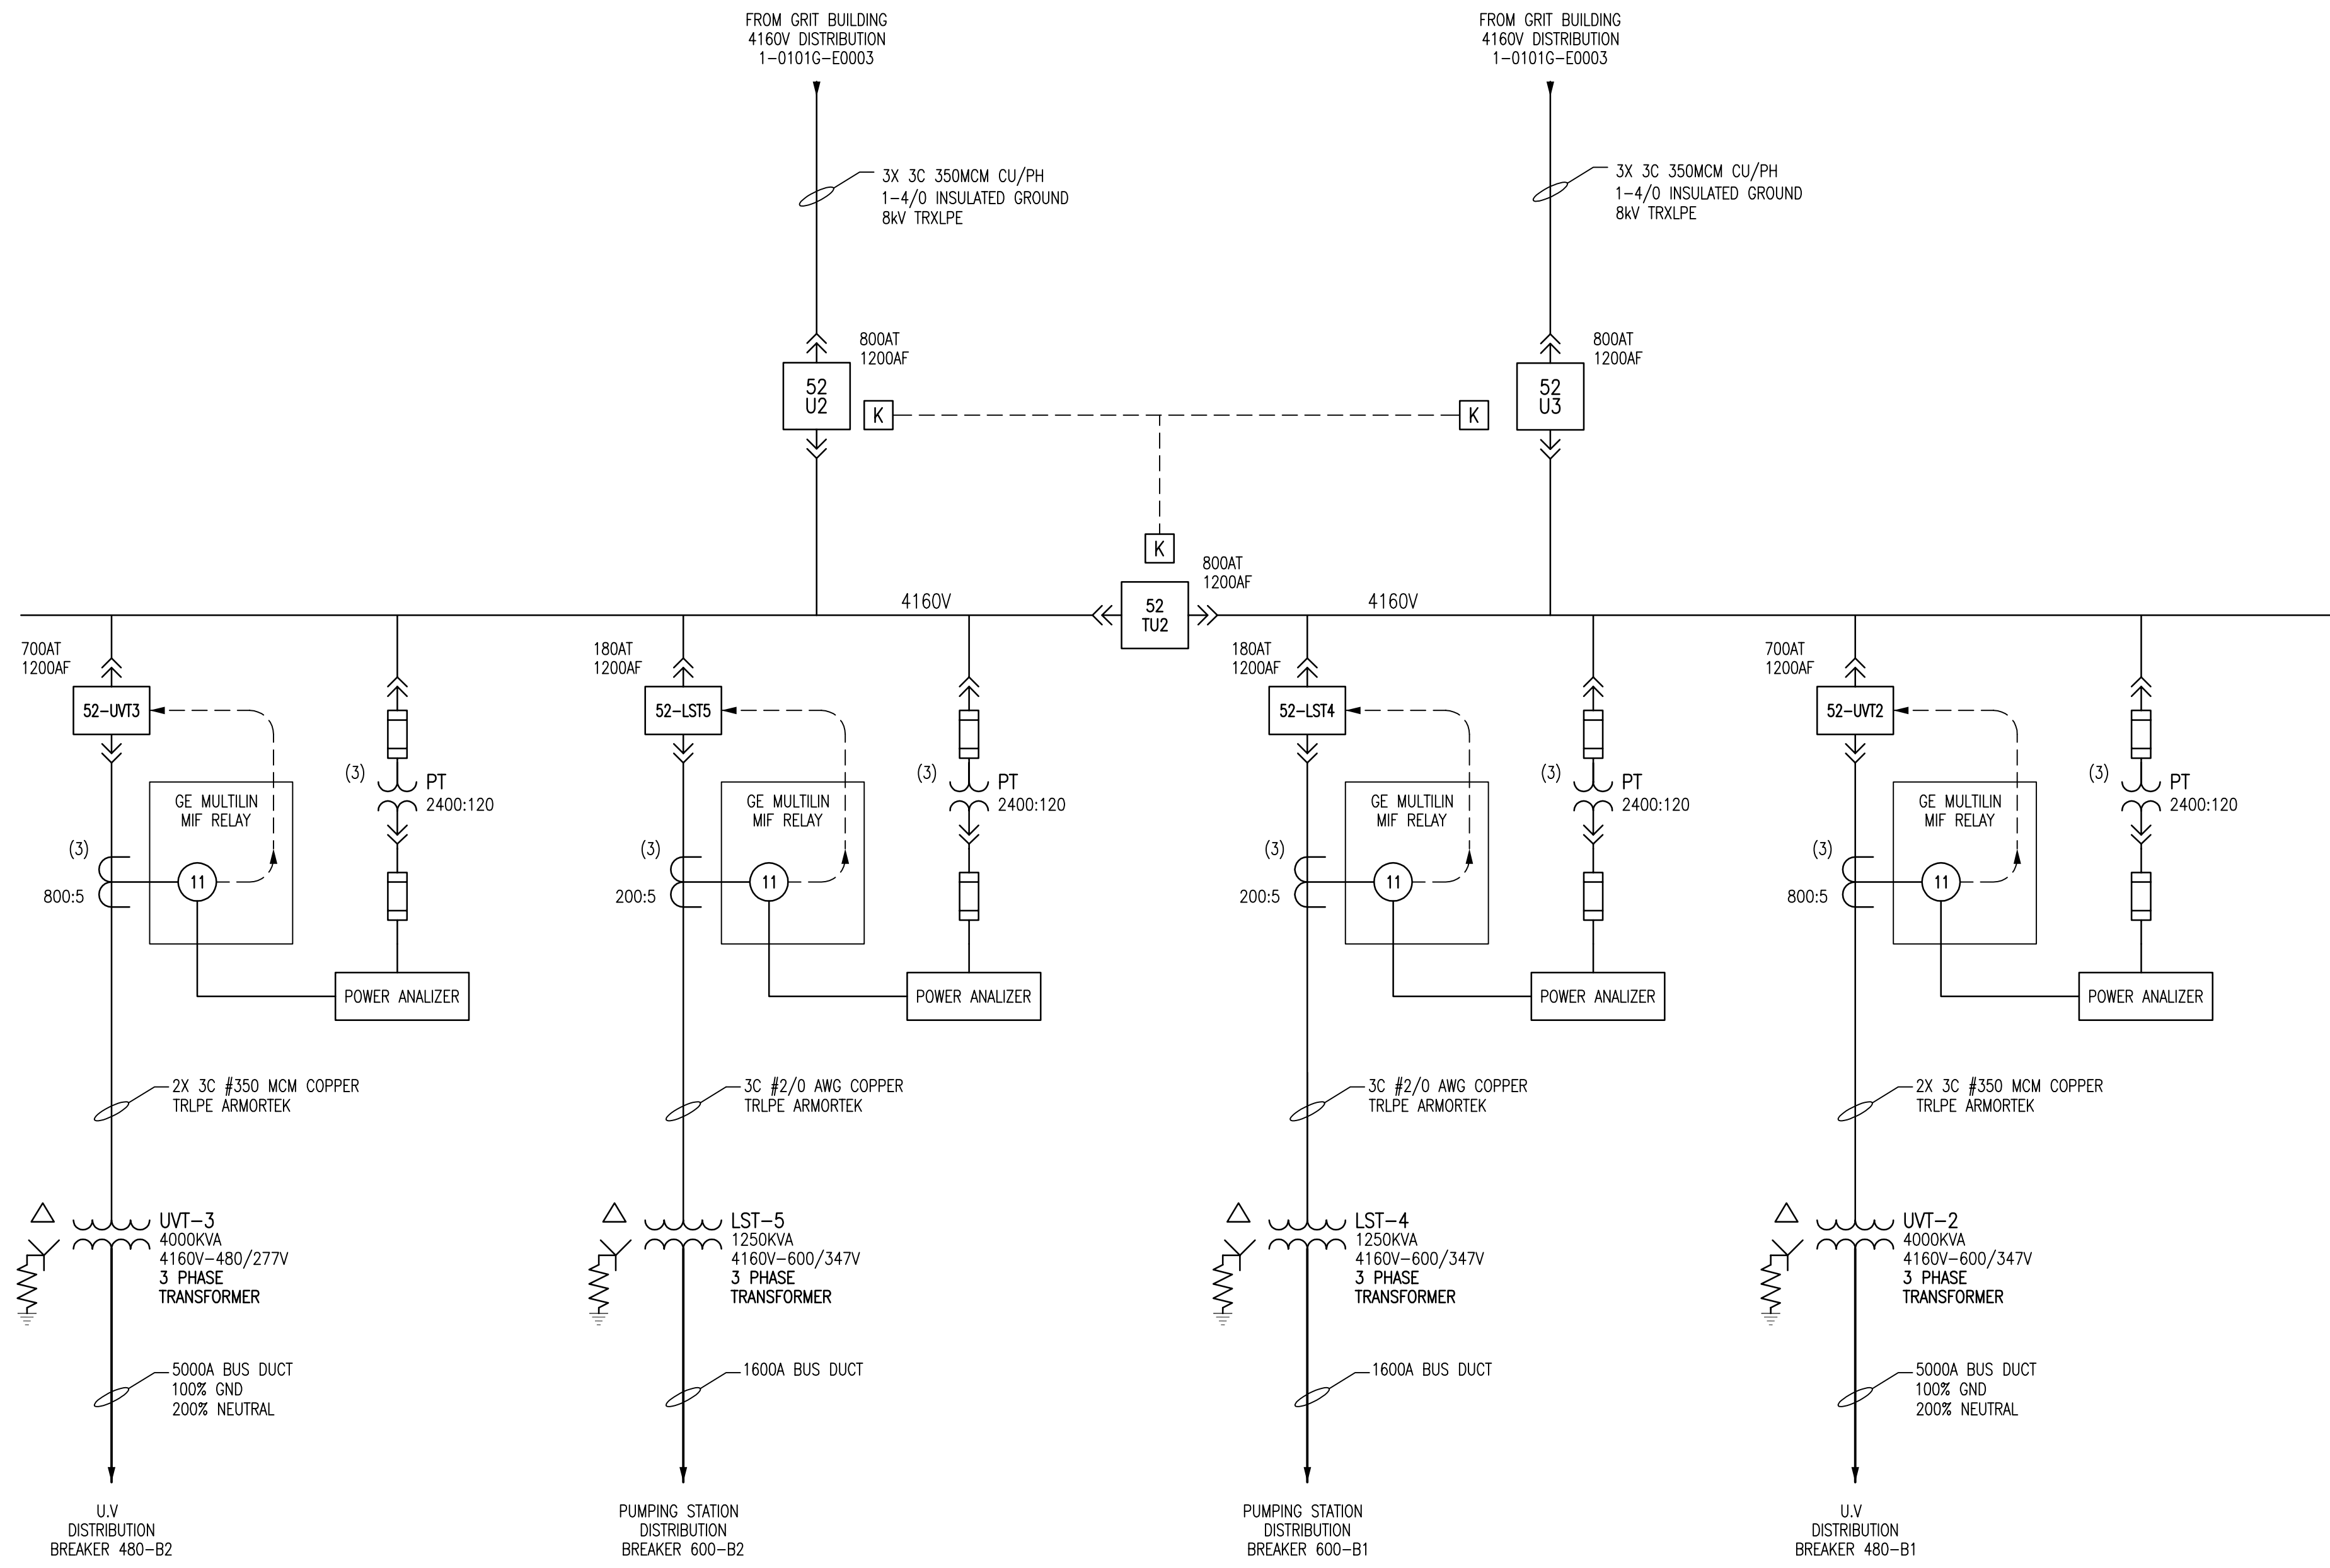 FROM GRIT BUILDING
4160V DISTRIBUTION
1-0101G-E0003
FROM GRIT BUILDING
4160V DISTRIBUTION
1-0101G-E0003
3X 3C 350MCM CU/PH
1-4/0 INSULATED GROUND
8kV TRXLPE
3X 3C 350MCM CU/PH
1-4/0 INSULATED GROUND
8kV TRXLPE
800AT
1200AF
52
U2
K
K
800AT
1200AF
52
U3
K
800AT
1200AF
52
TU2
4160V
4160V
700AT
1200AF
52-UVT3
GE MULTILIN
MIF RELAY
(3)
800:5
11
(3)
PT
2400:120
POWER ANALIZER
2X 3C #350 MCM COPPER
TRLPE ARMORTEK
UVT-3
4000KVA
4160V-480/277V
3 PHASE
TRANSFORMER
5000A BUS DUCT
100% GND
200% NEUTRAL
U.V
DISTRIBUTION
BREAKER 480-B2
180AT
1200AF
52-LST5
GE MULTILIN
MIF RELAY
(3)
200:5
11
(3)
PT
2400:120
POWER ANALIZER
3C #2/0 AWG COPPER
TRLPE ARMORTEK
LST-5
1250KVA
4160V-600/347V
3 PHASE
TRANSFORMER
1600A BUS DUCT
PUMPING STATION
DISTRIBUTION
BREAKER 600-B2
180AT
1200AF
52-LST4
GE MULTILIN
MIF RELAY
(3)
200:5
11
(3)
PT
2400:120
POWER ANALIZER
3C #2/0 AWG COPPER
TRLPE ARMORTEK
LST-4
1250KVA
4160V-600/347V
3 PHASE
TRANSFORMER
1600A BUS DUCT
PUMPING STATION
DISTRIBUTION
BREAKER 600-B1
700AT
1200AF
52-UVT2
GE MULTILIN
MIF RELAY
(3)
800:5
11
(3)
PT
2400:120
POWER ANALIZER
2X 3C #350 MCM COPPER
TRLPE ARMORTEK
UVT-2
4000KVA
4160V-600/347V
3 PHASE
TRANSFORMER
5000A BUS DUCT
100% GND
200% NEUTRAL
U.V
DISTRIBUTION
BREAKER 480-B1